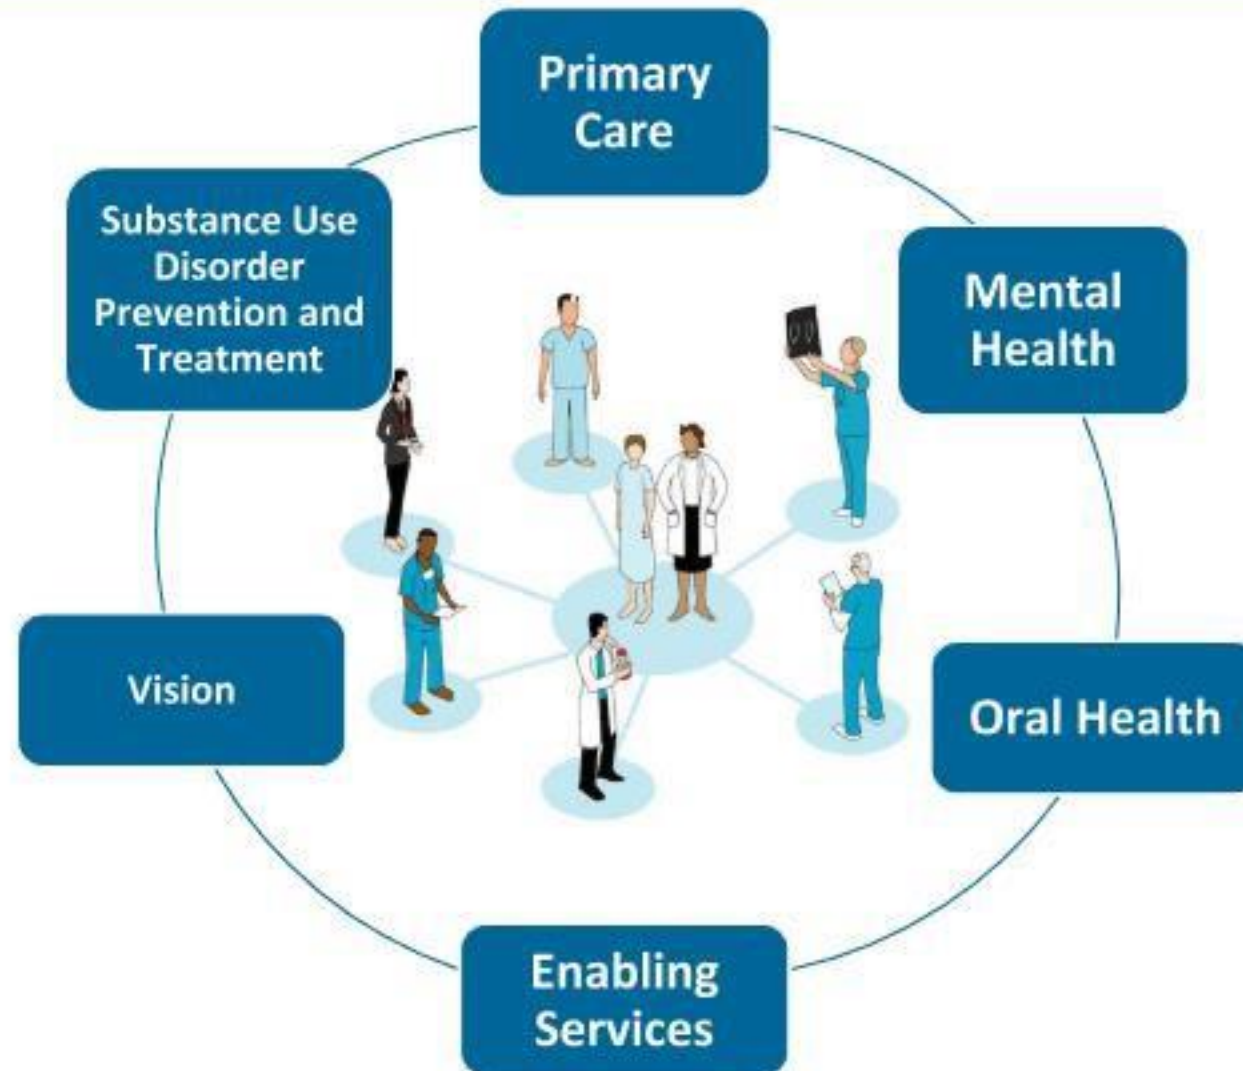 Primary
Care
Substance Use
Disorder
Prevention and
Treatment
Mental
Health
Vision
Oral Health
Enabling
Services